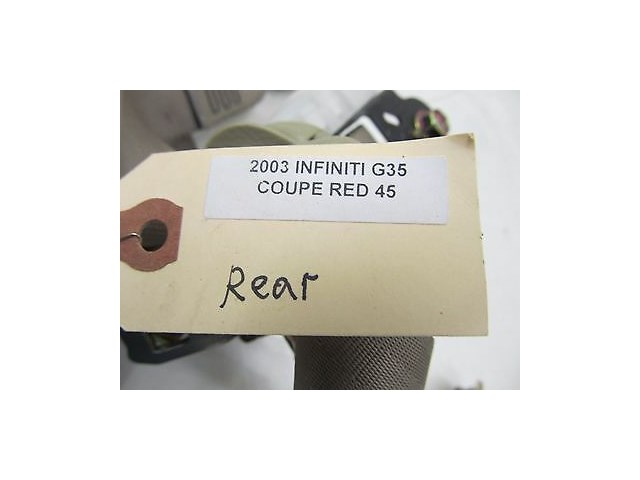 2003 INFINITI G35
COUPE RED 45
Rear